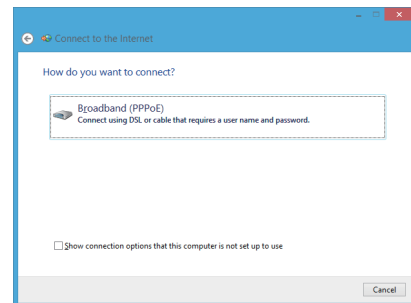 Connect to the Internet
How do you want to connect?
Broadband (PPPoE)
Connect using DSL or cable that requires a user name and password.
Show connection options that this computer is not set up to use
Cancel